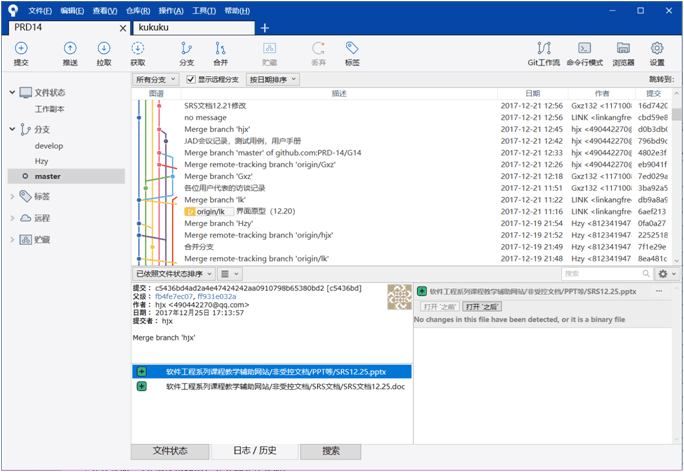 文件(F) 编辑(E) 查看(V) 仓库(R) 操作(A) 工具(T) 帮助(H)
PRD14 kukuku
提交 推送 拉取 获取 分支 合并 贮藏 丢弃 标签 Git工作流 命令行模式 浏览器 设置
所有分支 显示远程分支 按日期排序 跳转到:
图谱 描述 日期 作者 提交
SRS文档12.21修改 2017-12-21 12:56 Gxz132 <1171008 16d7420
no message 2017-12-21 12:56 LINK <linkangfree cbd59e8
Merge branch 'hjx' 2017-12-21 12:45 hjx <490442270@ d0b3db0
JAD会议记录，测试用例，用户手册 2017-12-21 12:42 hjx <490442270@ 796bd9c
Merge branch 'master' of github.com:PRD-14/G14 2017-12-21 12:33 hjx <490442270@ 4802e3f
Merge remote-tracking branch 'origin/Gxz' 2017-12-21 12:26 hjx <490442270@ eb9041f
Merge branch 'Gxz' 2017-12-21 12:18 Gxz132 <1171008 7ed029a
各位用户代表的访谈记录 2017-12-21 11:51 Gxz132 <1171008 3ba92a5
Merge branch 'lk' 2017-12-21 11:22 LINK <linkangfree db9a8a9
origin/lk 界面原型（12.20） 2017-12-21 11:16 LINK <linkangfree 6aef213
Merge branch 'Hzy' 2017-12-19 21:54 Hzy <490442270@ 0fa0a27
Merge remote-tracking branch 'origin/hjx' 2017-12-19 21:52 Hzy <490442270@ 2252518
合并分支 2017-12-19 21:49 Hzy <490442270@ 7f1e29e
Merge remote-tracking branch 'origin/lk' 2017-12-19 21:48 Hzy <490442270@ 8ea481c
文件状态
工作副本
分支
develop
Hzy
master
标签
远程
贮藏
已依照文件状态排序 搜索
提交： c5436bd4ad2a4e47424242aa0910798b65380bd2 [c5436bd]
父级： fb4fe7ec07, ff931e032a
作者： hjx <490442270@qq.com>
日期： 2017年12月25日 17:13:57
提交者： hjx
Merge branch 'hjx'
软件工程系列课程教学辅助网站/非受控文档/PPT等/SRS12.25.pptx
软件工程系列课程教学辅助网站/非受控文档/SRS文档/SRS文档12.25.doc
软件工程系列课程教学辅助网站/非受控文档/PPT等/SRS12.25.pptx ...
打开 '之前' 打开 '之后'
No changes in this file have been detected, or it is a binary file
文件状态 日志 / 历史 搜索